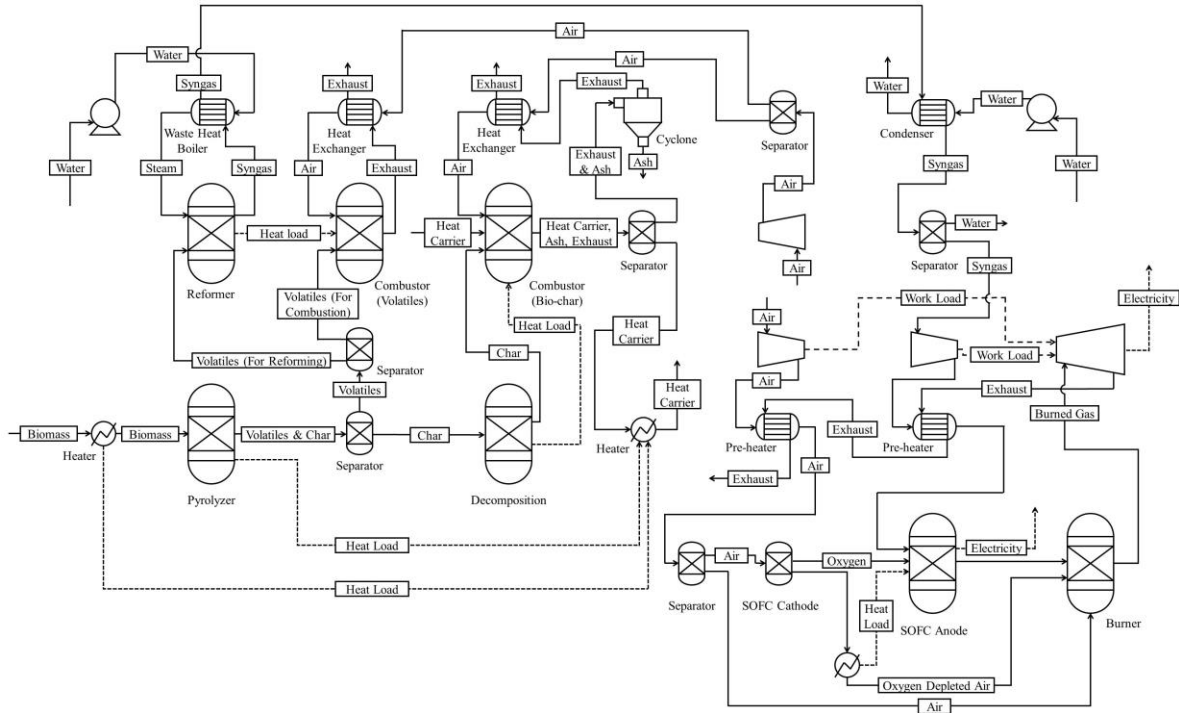 Air
Water
Air
Syngas
Exhaust
Exhaust
Exhaust
Water
Water
Waste Heat
Boiler
Heat
Exchanger
Heat
Exchanger
Cyclone
Separator
Condenser
Water
Steam
Syngas
Air
Exhaust
Air
Exhaust
& Ash
Ash
Air
Syngas
Water
Heat load
Heat
Carrier
Heat Carrier,
Ash, Exhaust
Separator
Air
Water
Separator
Syngas
Reformer
Combustor
(Volatiles)
Combustor
(Bio-char)
Volatiles (For
Combustion)
Heat Load
Heat
Carrier
Air
Work Load
Electricity
Volatiles (For Reforming)
Separator
Char
Work Load
Volatiles
Heat
Carrier
Air
Exhaust
Burned Gas
Biomass
Biomass
Volatiles & Char
Char
Heater
Pyrolyzer
Separator
Decomposition
Heater
Pre-heater
Exhaust
Pre-heater
Air
Exhaust
Heat Load
Heat Load
Air
Oxygen
Electricity
Separator
SOFC Cathode
Heat
Load
SOFC Anode
Burner
Oxygen Depleted Air
Air